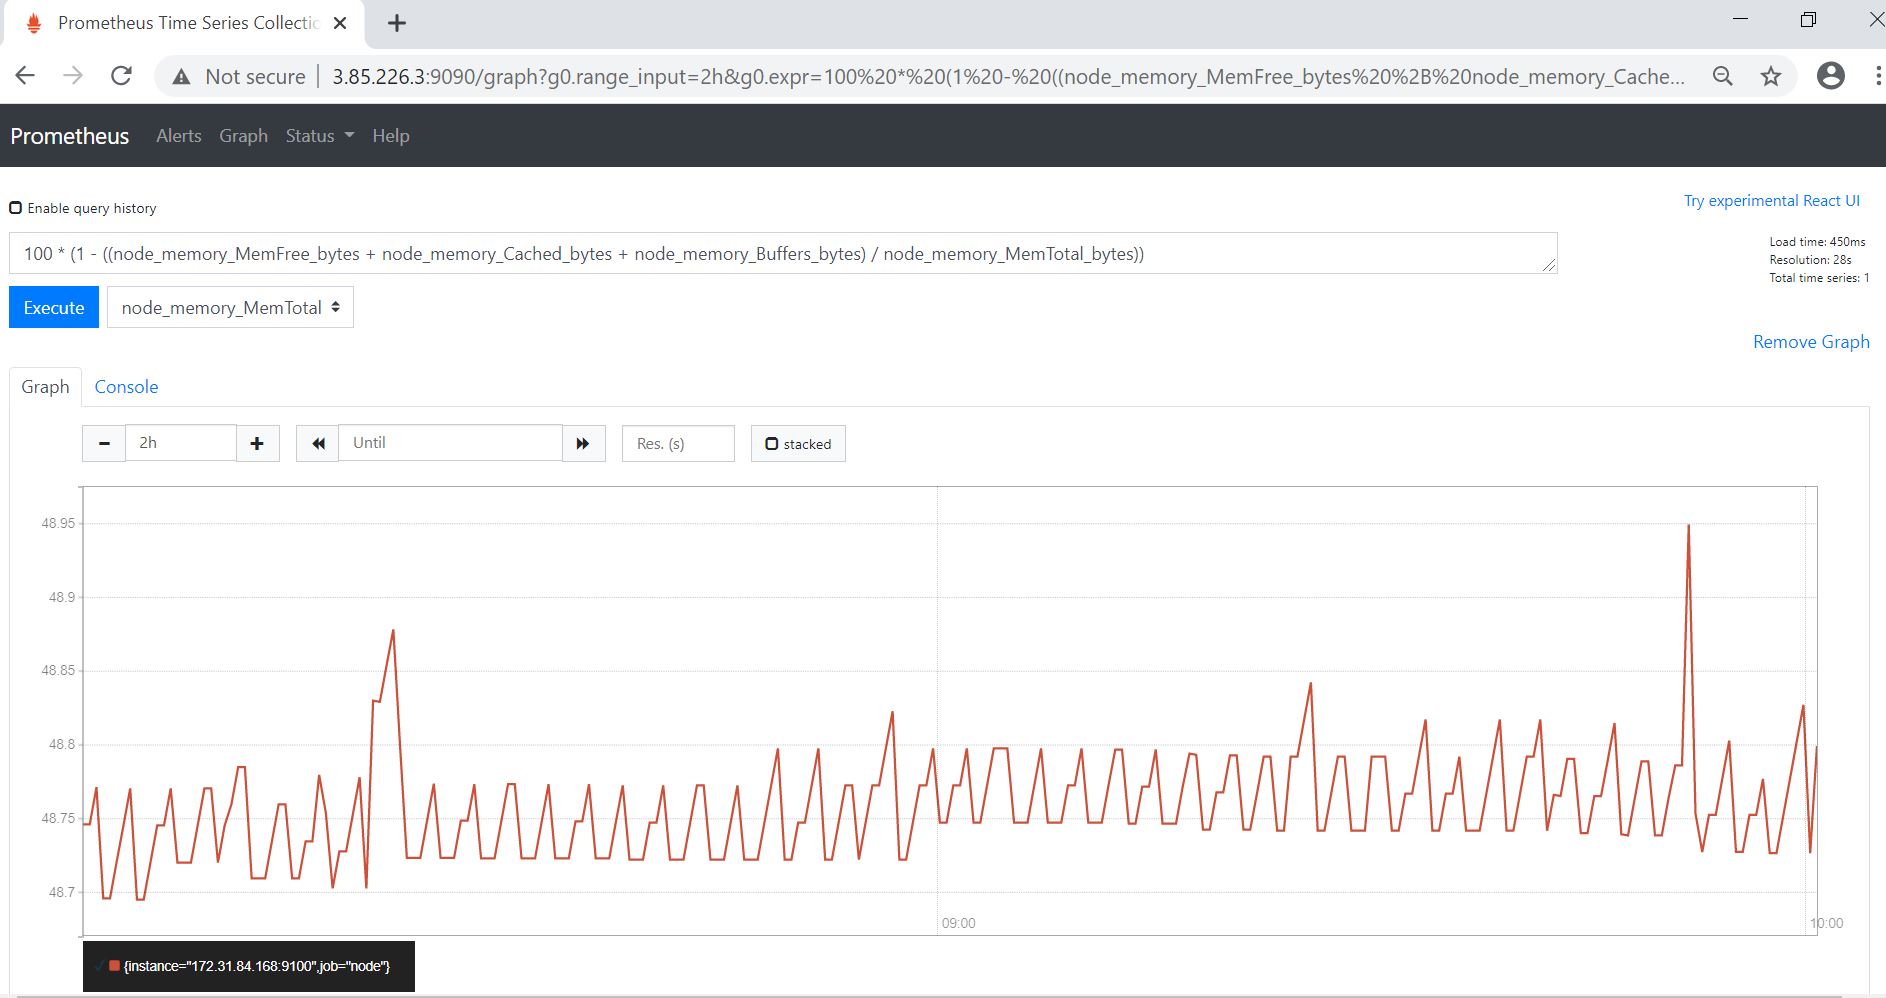 Prometheus Time Series Collectio
Not secure 3.85.226.3:9090/graph?g0.range_input=2h&g0.expr=100%20*%20(1%20-%20((node_memory_MemFree_bytes%20%2B%20node_memory_Cache...
Prometheus Alerts Graph Status Help
Enable query history
Try experimental React UI
100 * (1 - ((node_memory_MemFree_bytes + node_memory_Cached_bytes + node_memory_Buffers_bytes) / node_memory_MemTotal_bytes))
Load time: 450ms
Resolution: 28s
Total time series: 1
Execute node_memory_MemTotal
Remove Graph
Graph Console
2h Until Res. (s) stacked
48.95
48.9
48.85
48.8
48.75
48.7
09:00 10:00
{instance="172.31.84.168:9100",job="node"}